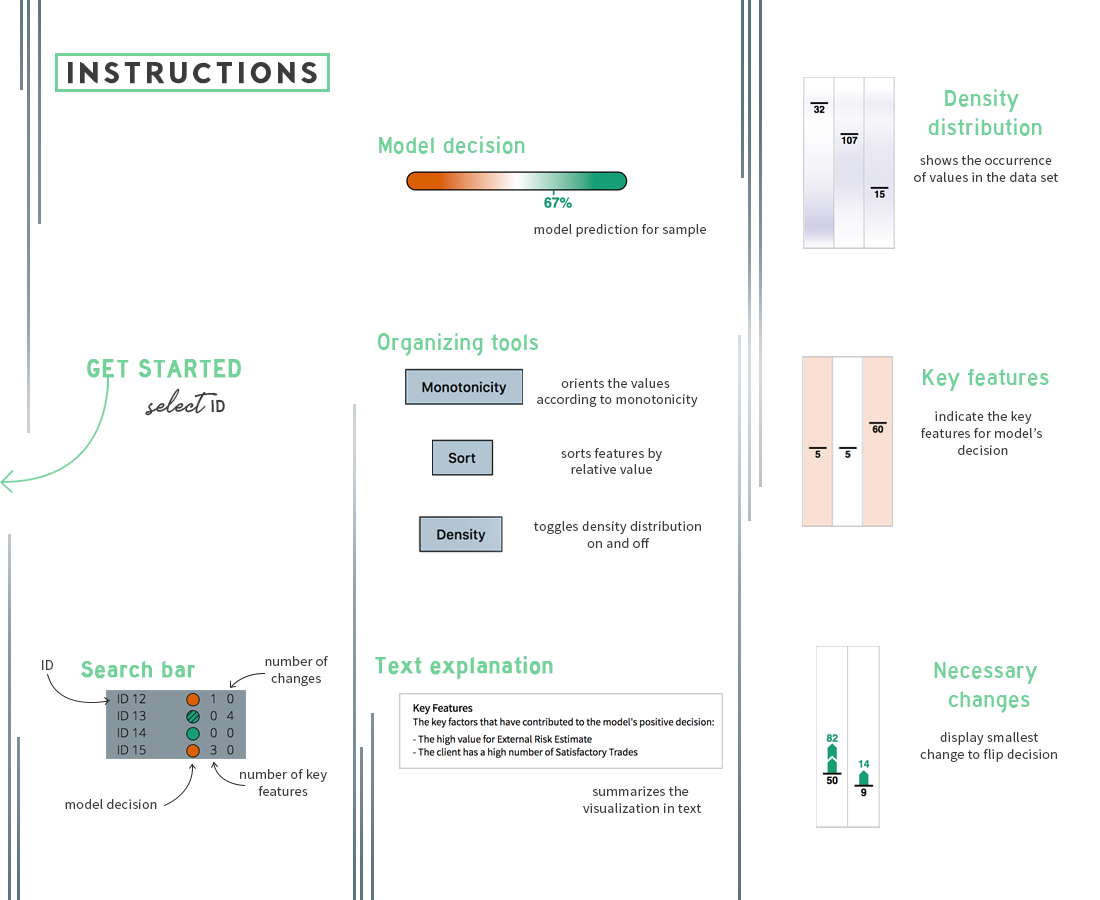 INSTRUCTIONS
GET STARTED
select ID
Search bar
ID
number of
changes
ID 12 1 0
ID 13 0 4
ID 14 0 0
ID 15 3 0
number of key
features
model decision
Model decision
67%
model prediction for sample
Organizing tools
Monotonicity
orients the values
according to monotonicity
Sort
sorts features by
relative value
Density
toggles density distribution
on and off
Text explanation
Key Features
The key factors that have contributed to the model's positive decision:
- The high value for External Risk Estimate
- The client has a high number of Satisfactory Trades
summarizes the
visualization in text
32
107
15
Density
distribution
shows the occurrence
of values in the data set
5
5
60
Key features
indicate the key
features for model's
decision
82
50
14
9
Necessary
changes
display smallest
change to flip decision